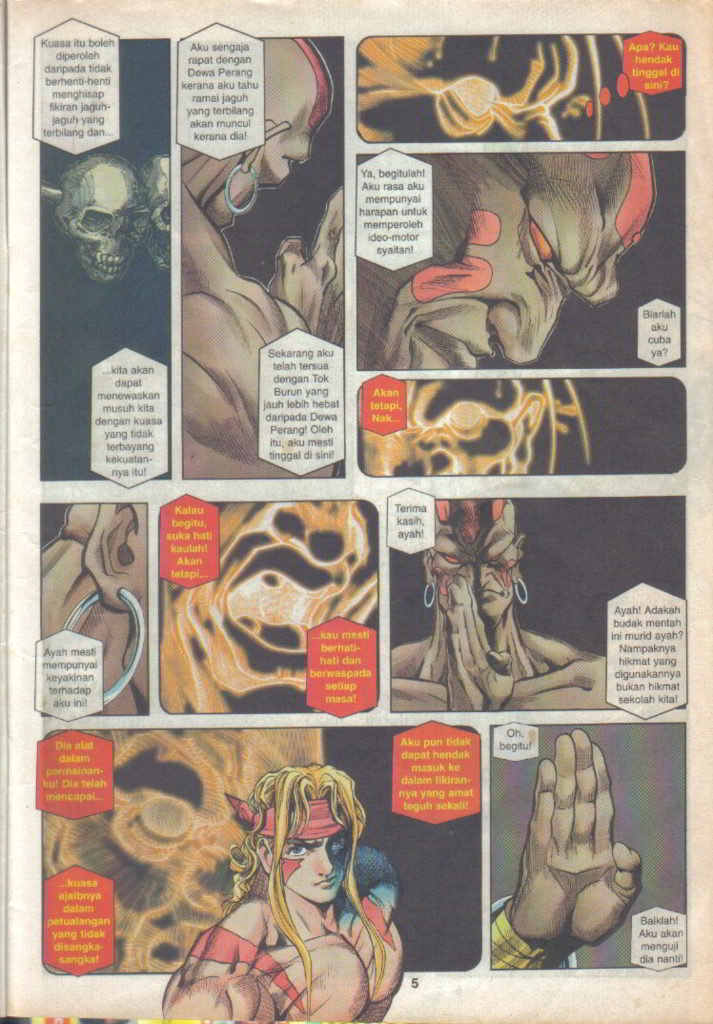 Kuasa itu boleh
diperoleh
daripada tidak
berhenti-henti
menghisap
fikiran jaguh-
jaguh yang
terbilang dan...
...kita akan
dapat
menewaskan
musuh kita
dengan kuasa
yang tidak
terbayang
kekuatan-
nya itu!
Aku sengaja
rapat dengan
Dewa Perang
kerana aku tahu
ramai jaguh
yang terbilang
akan muncul
kerana dia!
Sekarang aku
telah tersua
dengan Tok
Burun yang
jauh lebih hebat
daripada Dewa
Perang! Oleh
itu, aku mesti
tinggal di sini!
Apa? Kau
hendak
tinggal di
sini?
Ya, begitulah!
Aku rasa aku
mempunyai
harapan untuk
memperoleh
ideo-motor
syaitan!
Biarlah
aku
cuba
ya?
Akan
tetapi,
Nak...
Ayah mesti
mempunyai
keyakinan
terhadap
aku ini!
Kalau
begitu,
suka hati
kaulah!
Akan
tetapi...
...kau mesti
berhati-
hati dan
berwaspada
setiap
masa!
Terima
kasih,
ayah!
Ayah! Adakah
budak mentah
ini murid ayah?
Nampaknya
hikmat yang
digunakannya
bukan hikmat
sekolah kita!
Dia alat
dalam
permainan-
ku! Dia telah
mencapai...
...kuasa
ajaibnya
dalam
petualangan
yang tidak
disangka-
sangka!
Aku pun tidak
dapat hendak
masuk ke
dalam fikiran-
nya yang amat
teguh sekali!
Oh,
begitu!
Baiklah!
Aku akan
menguji
dia nanti!
5